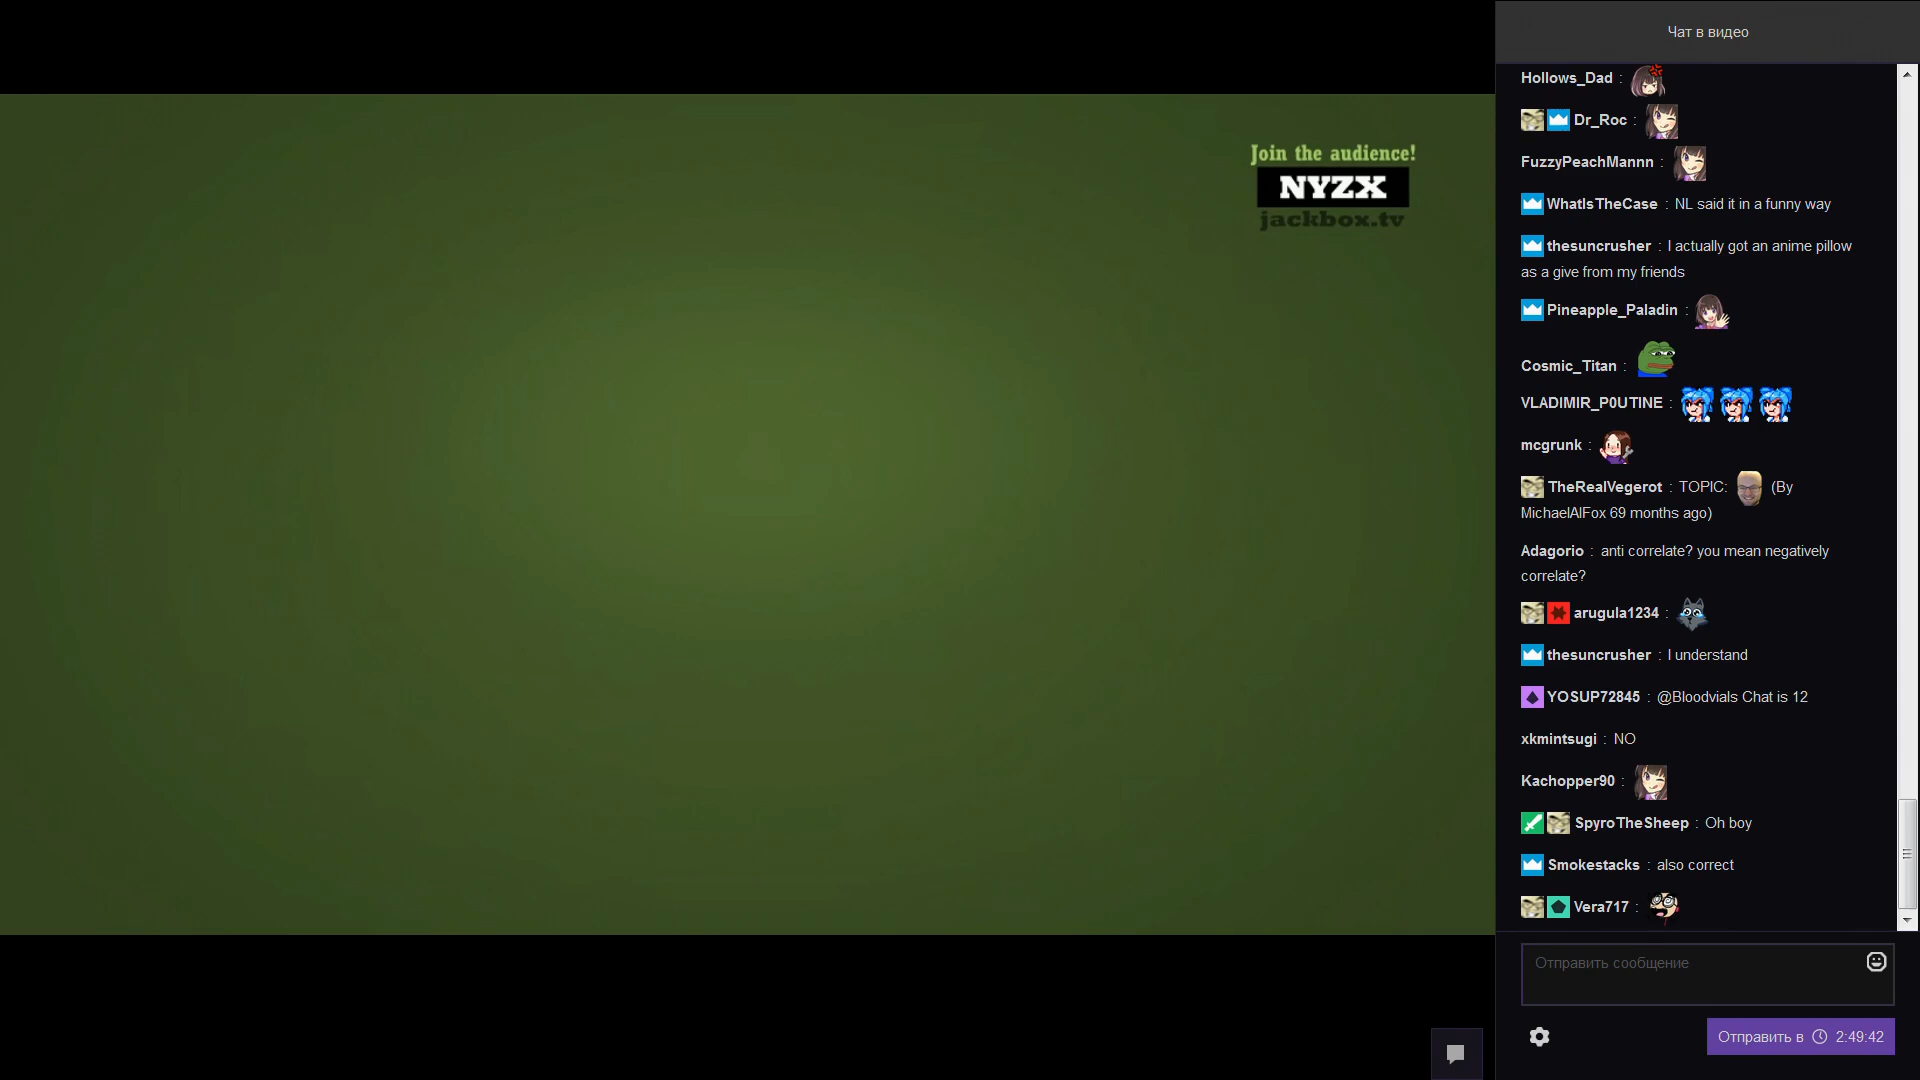 Join the audience!
NYZX
jackbox.tv
Чат в видео
Hollows_Dad :
Dr_Roc :
FuzzyPeachMannn :
WhatIsTheCase : NL said it in a funny way
thesuncrusher : I actually got an anime pillow
as a give from my friends
Pineapple_Paladin :
Cosmic_Titan :
VLADIMIR_P0UTINE :
mcgrunk :
TheRealVegerot : TOPIC: (By
MichaelAlFox 69 months ago)
Adagorio : anti correlate? you mean negatively
correlate?
arugula1234 :
thesuncrusher : I understand
YOSUP72845 : @Bloodvials Chat is 12
xkmintsugi : NO
Kachopper90 :
SpyroTheSheep : Oh boy
Smokestacks : also correct
Vera717 :
Отправить сообщение
Отправить в 2:49:42